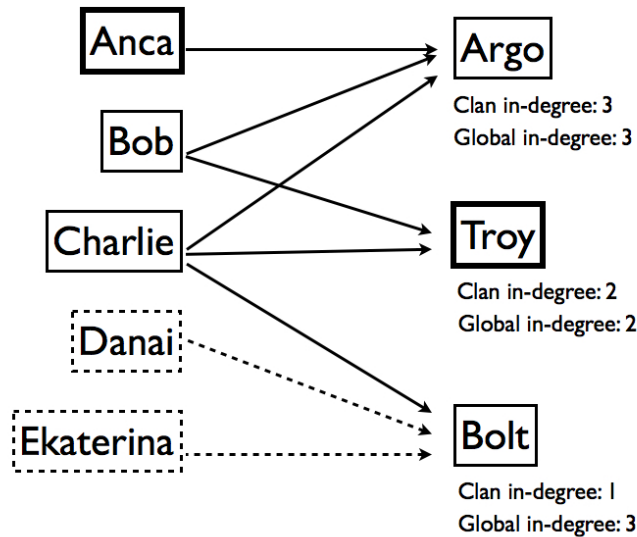 Anca
Argo
Clan in-degree: 3
Global in-degree: 3
Bob
Charlie
Troy
Clan in-degree: 2
Global in-degree: 2
Danai
Ekaterina
Bolt
Clan in-degree: 1
Global in-degree: 3